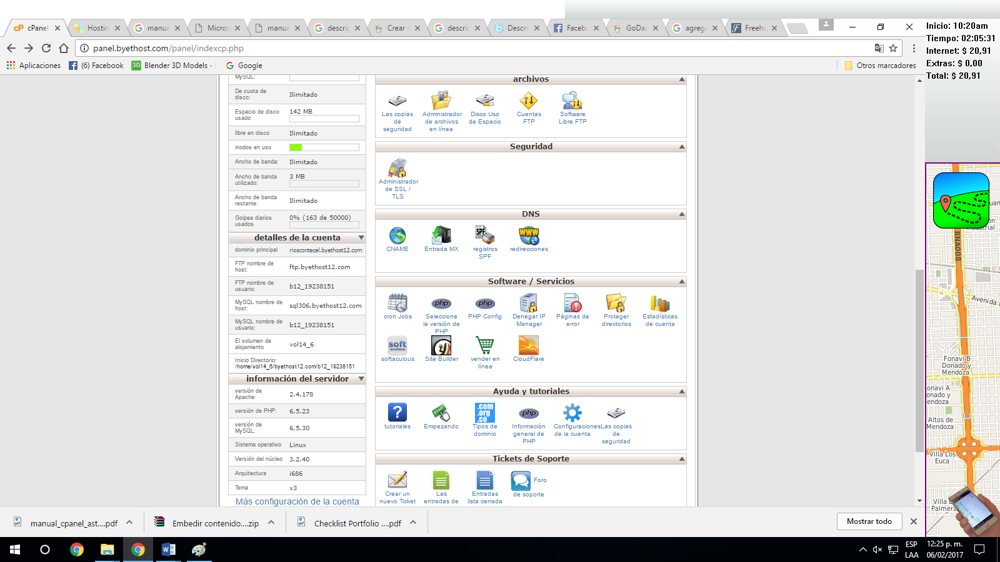 cPanel
Hostin
manua
Micros
manua
descrip
Crear c
descric
Descri
Facebo
GoDad
agrega
Freeho
panel.byethost.com/panel/indexcp.php
Aplicaciones
(6) Facebook
Blender 3D Models -
Google
Otros marcadores
Inicio: 10:20am
Tiempo: 02:05:31
Internet: $ 20,91
Extras: $ 0,00
Total: $ 20,91
MySQL:
De cuota de disco:
Ilimitado
Espacio de disco usado
142 MB
libre en disco
Ilimitado
inodos en uso
Ancho de banda:
Ilimitado
Ancho de banda utilizado:
3 MB
Ancho de banda restante:
Ilimitado
Golpea diarios usados
0% (163 de 50000)
detalles de la cuenta
dominio principal
rioscontecel.byethost12.com
FTP nombre de host:
ftp.byethost12.com
FTP nombre de usuario:
b12_19238151
MySQL nombre de host:
sql306.byethost12.com
MySQL nombre de usuario:
b12_19238151
El volumen de alojamiento
vol14_6
Inicio Directorio:
/home/vol14_6/byethost12.com/b12_19238151
información del servidor
versión de Apache:
2.4.178
versión de PHP:
6.5.23
versión de MySQL:
6.5.30
Sistema operativo
Linux
Versión del núcleo
3.2.40
Arquitectura
i686
Tema
x3
Más configuración de la cuenta
archivos
Las copias de seguridad
Administrador de archivos en línea
Disco Uso de Espacio
Cuentas FTP
Software Libre FTP
Seguridad
Administrador de SSL / TLS
DNS
CNAME
Entrada MX
SPF
registros SPF
WWW
redirecciones
Software / Servicios
cron Jobs
php
Seleccione la versión de PHP
php
PHP Config
Denegar IP Manager
Páginas de error
Proteger directorios
Estadísticas de cuenta
soft
aculous
softaculous
Site Builder
vender en línea
CloudFlare
Ayuda y tutoriales
?
tutoriales
START
Empezando
.com
.org
.co
Tipos de dominio
php
Información general de PHP
Configuraciones de la cuenta
Las copias de seguridad
Tickets de Soporte
Crear un nuevo Ticket
Las entradas de
Entradas lista cerrada
Foro de soporte
RNA008
Avenida
Fonavi B
Donado y
Mendoza
onavi A
onado y
endoza
Altos de
Mendoza
Villa Los
Euca
Villa L
Palmera
manual_cpanel_ast....pdf
Embedir contenido....zip
Checklist Portfolio ....pdf
Mostrar todo
ESP
LAA
12:25 p. m.
06/02/2017